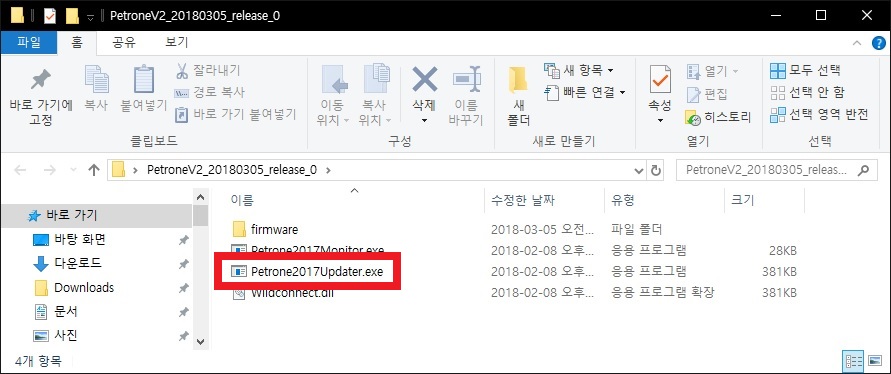 PetroneV2_20180305_release_0
파일 홈 공유 보기
바로 가기에 고정
복사
붙여넣기
잘라내기
경로 복사
바로 가기 붙여넣기
클립보드
이동 위치
복사 위치
삭제
이름 바꾸기
구성
새 폴더
새 항목
빠른 연결
새로 만들기
속성
열기
편집
히스토리
열기
모두 선택
선택 안 함
선택 영역 반전
선택
PetroneV2_20180305_release_0
PetroneV2_20180305_releas...
바로 가기
바탕 화면
다운로드
Downloads
문서
사진
이름 수정한 날짜 유형 크기
firmware 2018-03-05 오전... 파일 폴더
Petrone2017Monitor.exe 2018-02-08 오후... 응용 프로그램 28KB
Petrone2017Updater.exe 2018-02-08 오후... 응용 프로그램 381KB
Wildconnect.dll 2018-02-08 오후... 응용 프로그램 확장 381KB
4개 항목